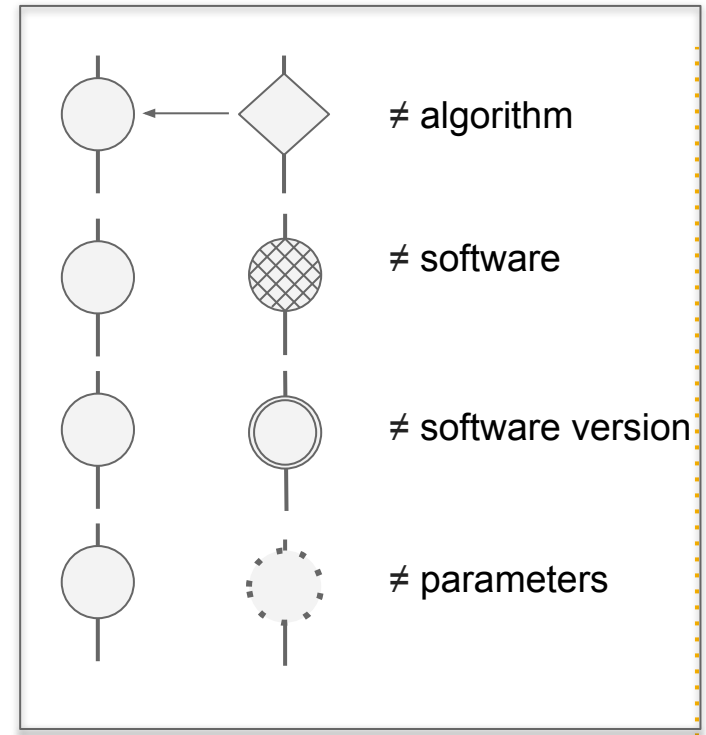 ≠ algorithm
≠ software
≠ software version
≠ parameters